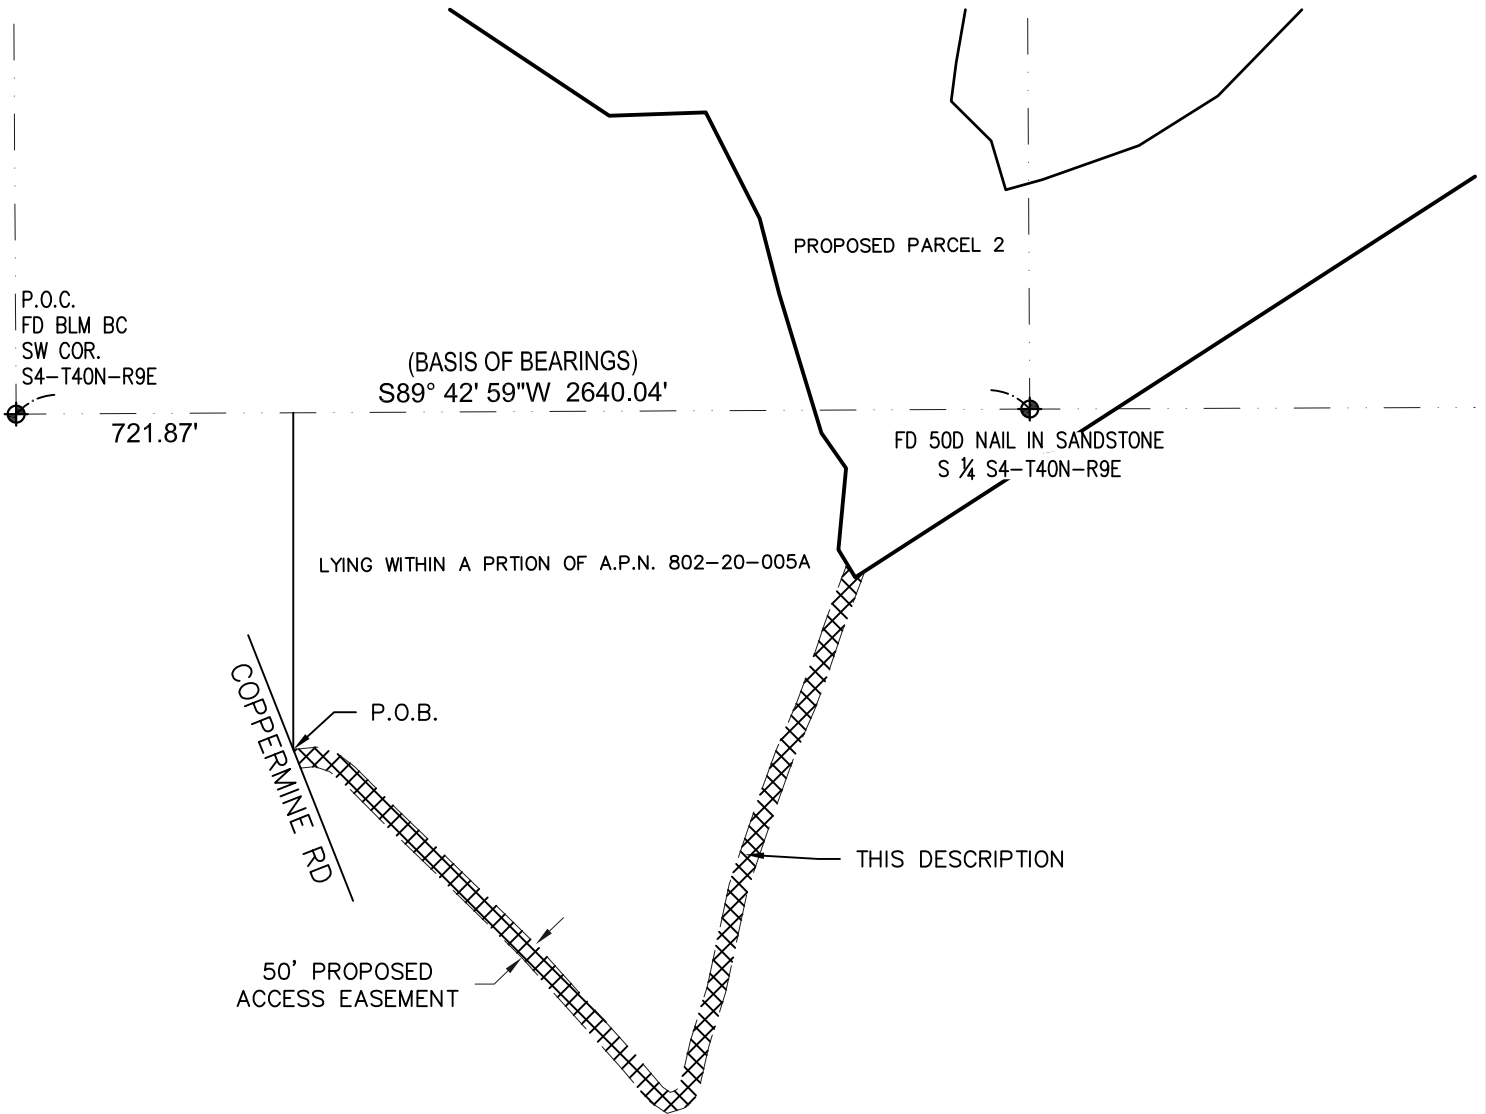 PROPOSED PARCEL 2
P.O.C.
FD BLM BC
SW COR.
S4-T40N-R9E
(BASIS OF BEARINGS)
S89° 42' 59"W 2640.04'
721.87'
FD 50D NAIL IN SANDSTONE
S ¼ S4-T40N-R9E
LYING WITHIN A PRTION OF A.P.N. 802-20-005A
COPPERMINE RD
P.O.B.
THIS DESCRIPTION
50' PROPOSED
ACCESS EASEMENT